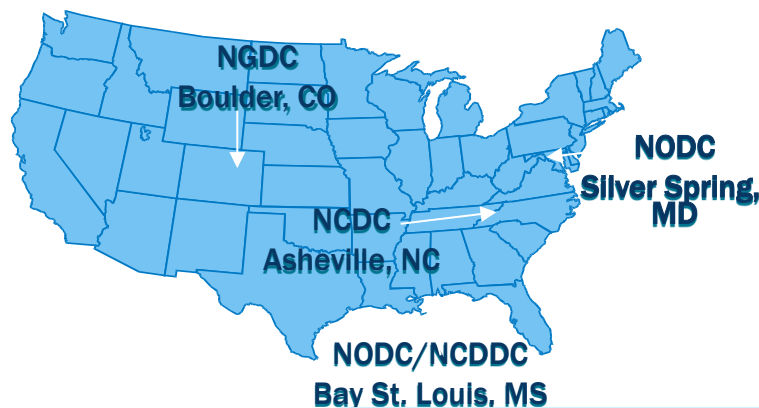 NGDC
Boulder, CO
NODC
Silver Spring,
MD
NCDC
Asheville, NC
NODC/NCDDC
Bay St. Louis, MS